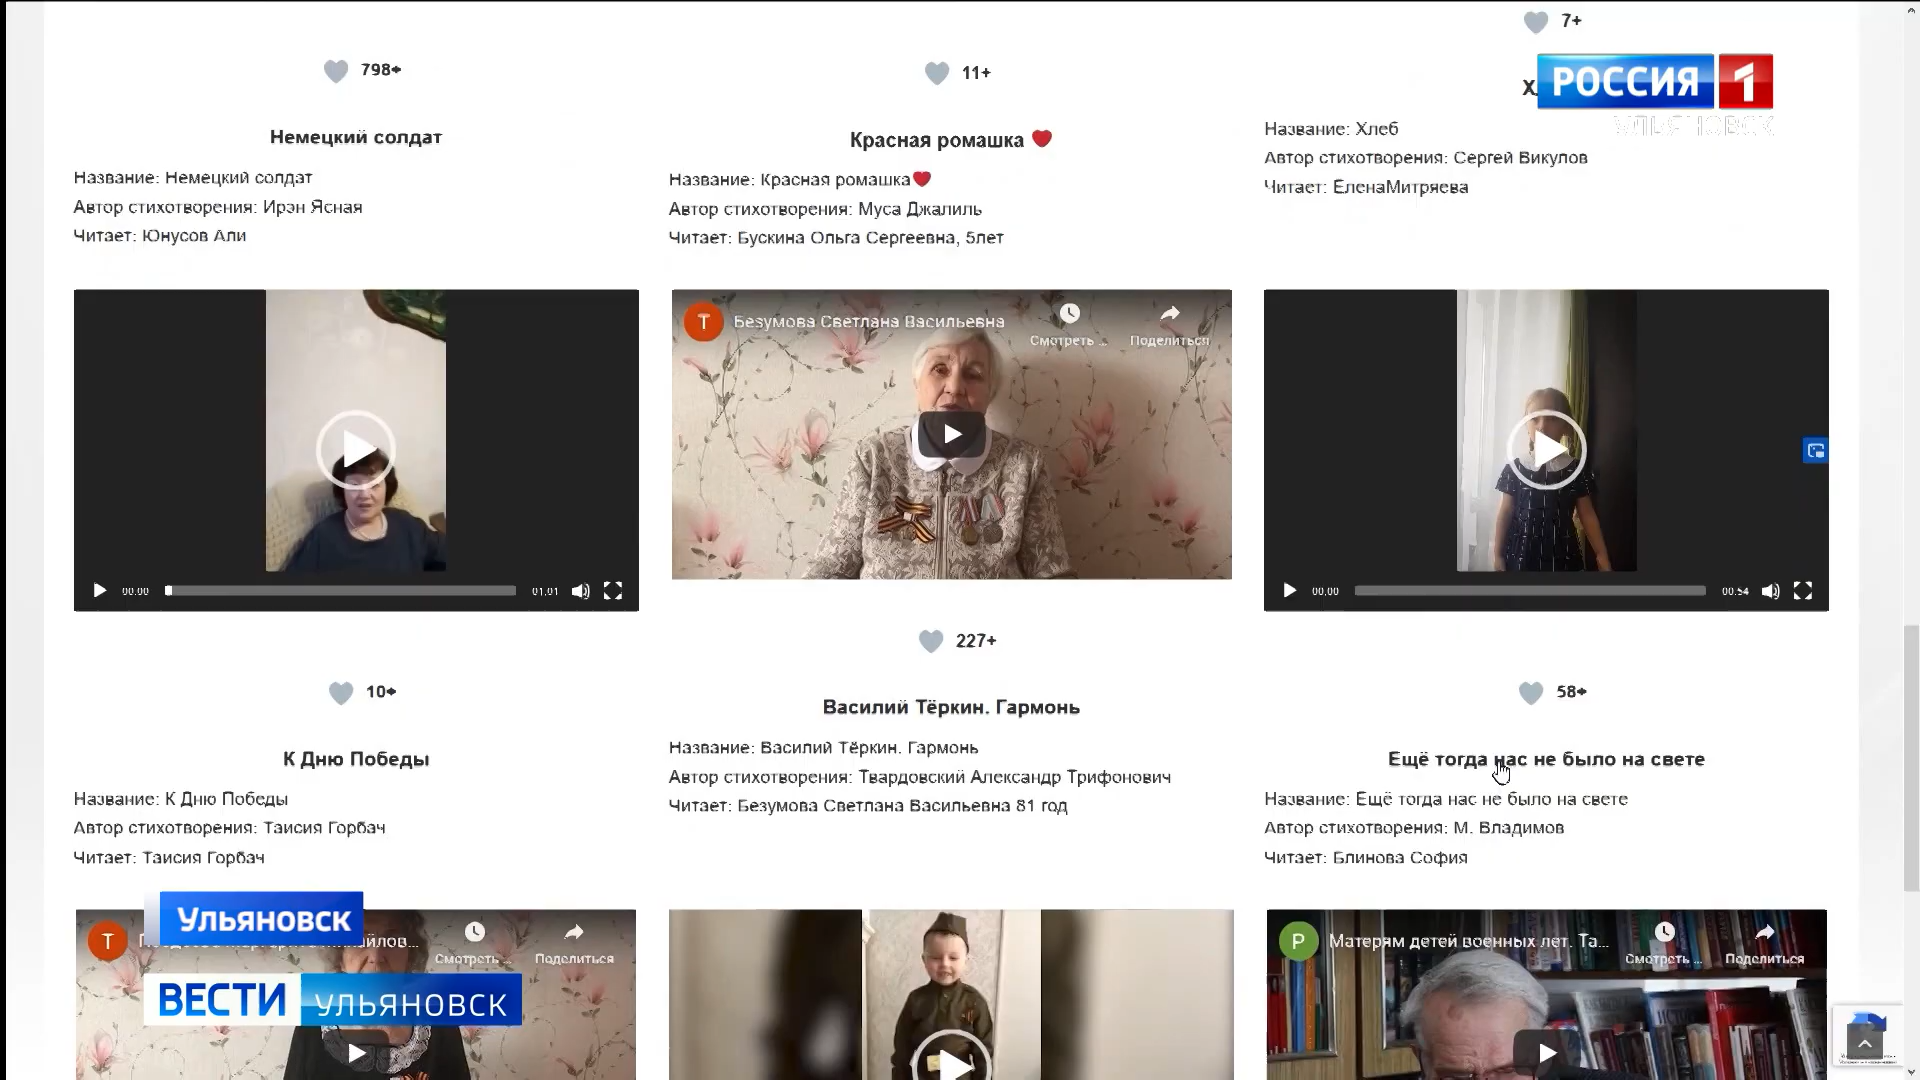 798+
Немецкий солдат
Название: Немецкий солдат
Автор стихотворения: Ирэн Ясная
Читает: Юнусов Али
11+
Красная ромашка
Название: Красная ромашка
Автор стихотворения: Муса Джалиль
Читает: Бускина Ольга Сергеевна, 5лет
7+
РОССИЯ 1
УЛЬЯНОВСК
Название: Хлеб
Автор стихотворения: Сергей Викулов
Читает: ЕленаМитряева
00:00 01:01
Т Безумова Светлана Васильевна
Смотреть ... Поделиться
00:00 00:54
10+
К Дню Победы
Название: К Дню Победы
Автор стихотворения: Таисия Горбач
Читает: Таисия Горбач
227+
Василий Тёркин. Гармонь
Название: Василий Тёркин. Гармонь
Автор стихотворения: Твардовский Александр Трифонович
Читает: Безумова Светлана Васильевна 81 год
58+
Ещё тогда нас не было на свете
Название: Ещё тогда нас не было на свете
Автор стихотворения: М. Владимов
Читает: Блинова София
Ульяновск
Т
Смотреть ... Поделиться
ВЕСТИ УЛЬЯНОВСК
Р Матерям детей военных лет. Та...
Смотреть ... Поделиться